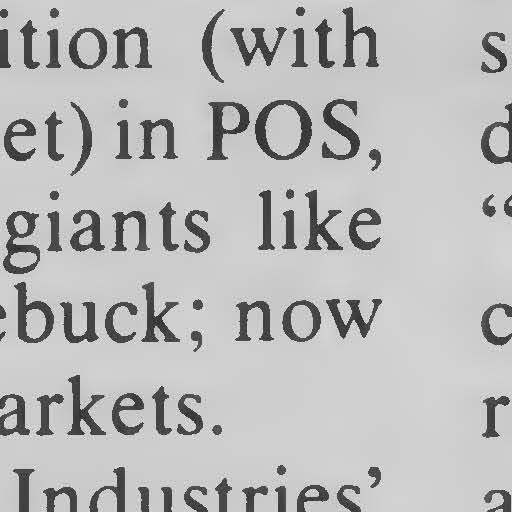 ition (with
et) in POS,
giants like
ebuck; now
arkets.
Industries’
s
d
“
c
r
a